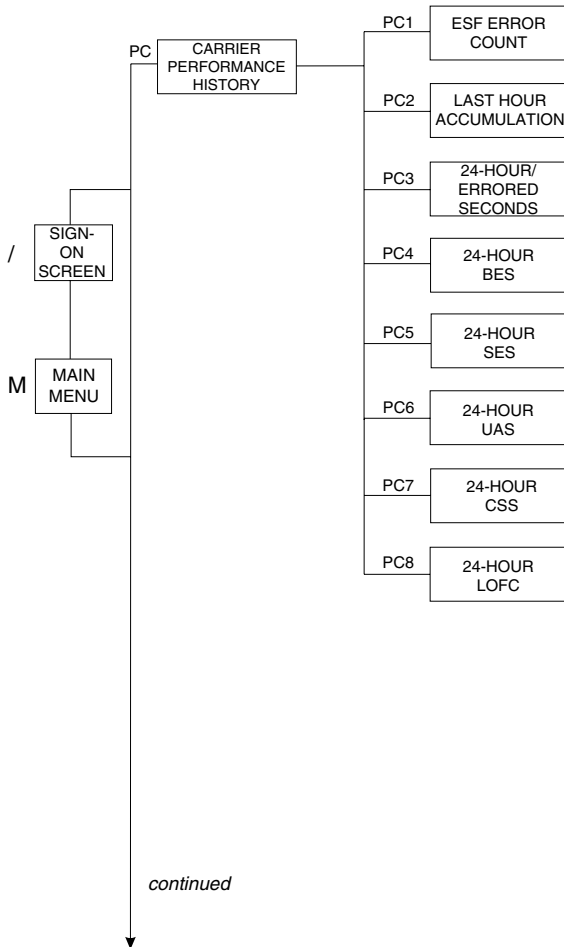 PC1
ESF ERROR
COUNT
PC
CARRIER
PERFORMANCE
HISTORY
PC2
LAST HOUR
ACCUMULATION
PC3
24-HOUR/
ERRORED
SECONDS
/
SIGN-
ON
SCREEN
PC4
24-HOUR
BES
PC5
24-HOUR
SES
M
MAIN
MENU
PC6
24-HOUR
UAS
PC7
24-HOUR
CSS
PC8
24-HOUR
LOFC
continued